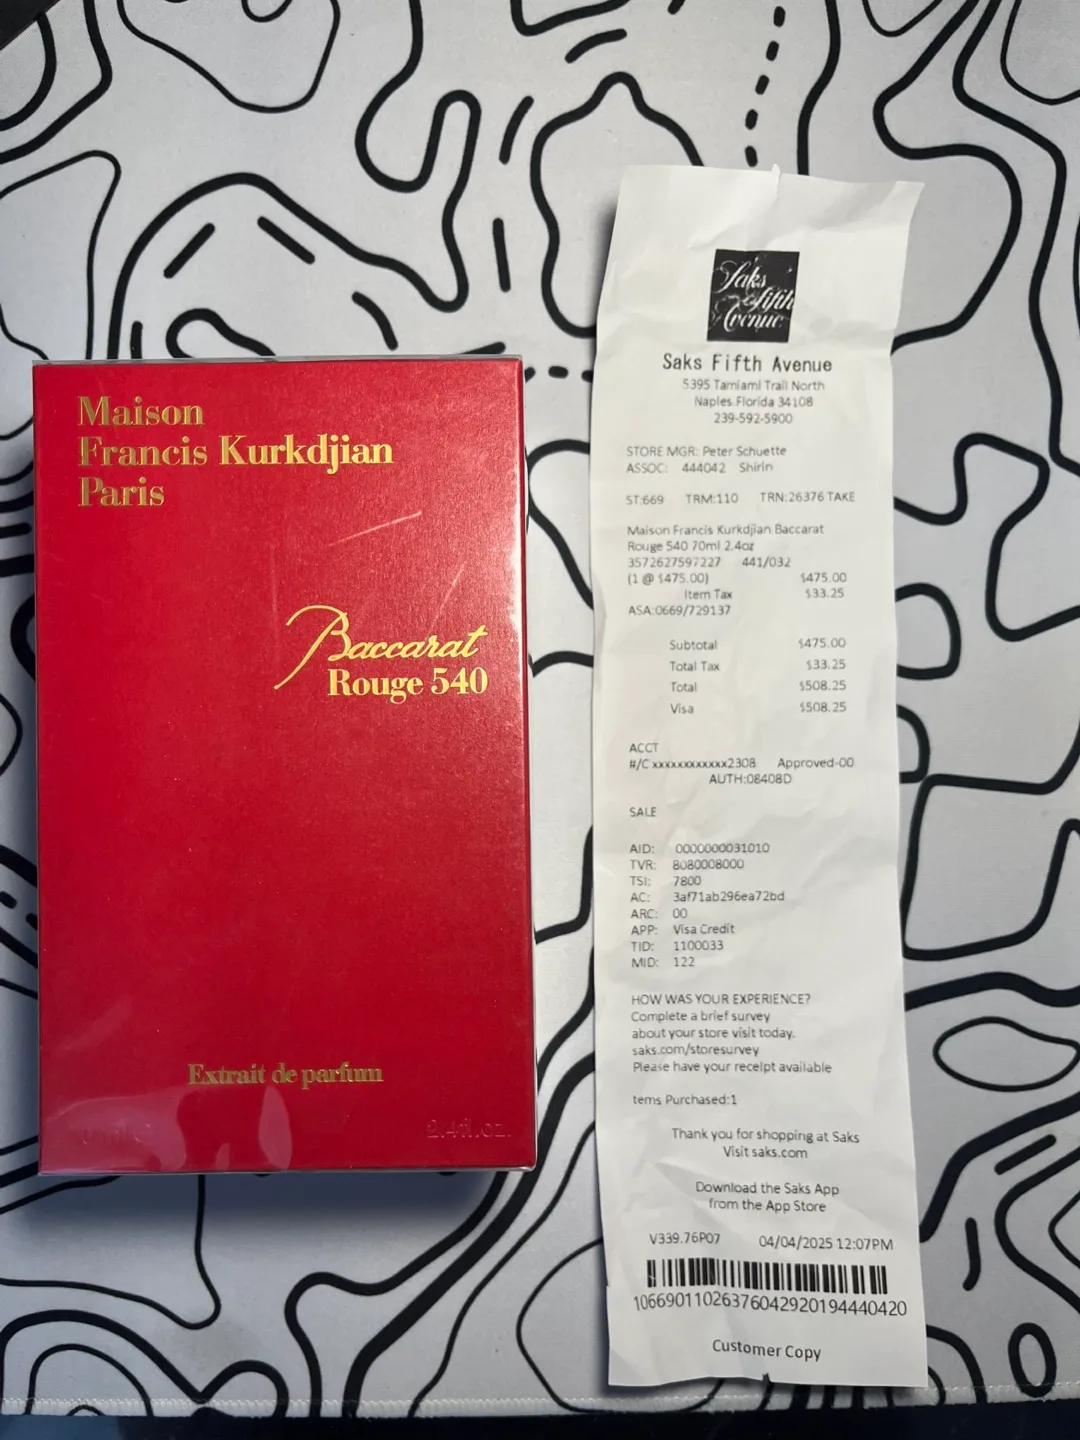 Maison
Francis Kurkdjian
Paris
Baccarat
Rouge 540
Extrait de parfum
2.4fl.oz.
Saks
Fifth
Avenue
Saks Fifth Avenue
5395 Tamiami Trail North
Naples Florida 34108
239-592-5900
STORE MGR: Peter Schuette
ASSOC: 444042 Shirin
ST:669 TRM:110 TRN:26376 TAKE
Maison Francis Kurkdjian Baccarat
Rouge 540 70ml 2.4oz
3572627597227 441/032
(1 @ $475.00) $475.00
Item Tax $33.25
ASA:0669/729137
Subtotal $475.00
Total Tax $33.25
Total $508.25
Visa $508.25
ACCT
#/C xxxxxxxxxxxx2308 Approved-00
AUTH:08408D
SALE
AID: 0000000031010
TVR: 8080008000
TSI: 7800
AC: 3af71ab296ea72bd
ARC: 00
APP: Visa Credit
TID: 1100033
MID: 122
HOW WAS YOUR EXPERIENCE?
Complete a brief survey
about your store visit today.
saks.com/storesurvey
Please have your receipt available
tems Purchased:1
Thank you for shopping at Saks
Visit saks.com
Download the Saks App
from the App Store
V339.76P07 04/04/2025 12:07PM
10669011026376042920194440420
Customer Copy